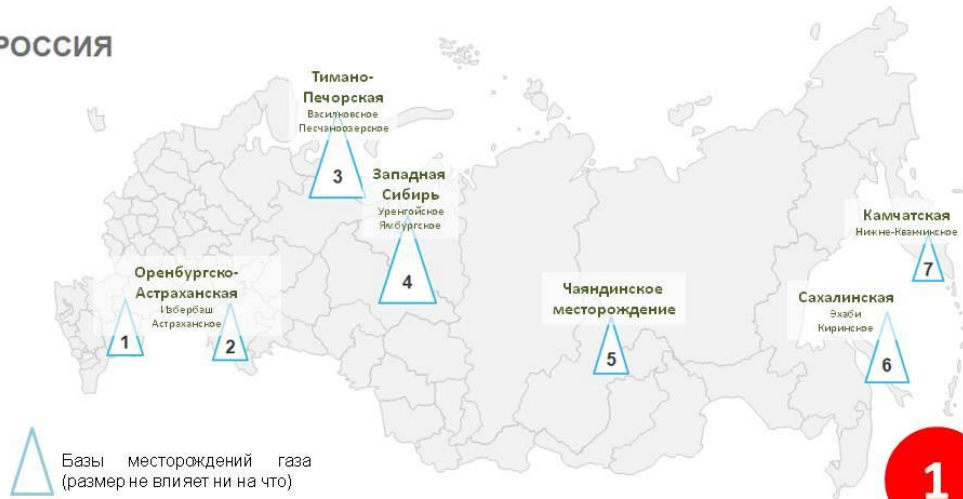 РОССИЯ
Тимано-
Печорская
Василковское
Песчаноозерское
3
Западная
Сибирь
Уренгойское
Ямбургское
4
Оренбургско-
Астраханская
Избербаш
Астраханское
1
2
Чаяндинское
месторождение
5
Камчатская
Нижне-Квакчикское
7
Сахалинская
Эхаби
Киринское
6
Базы месторождений газа
(размер не влияет ни на что)
1